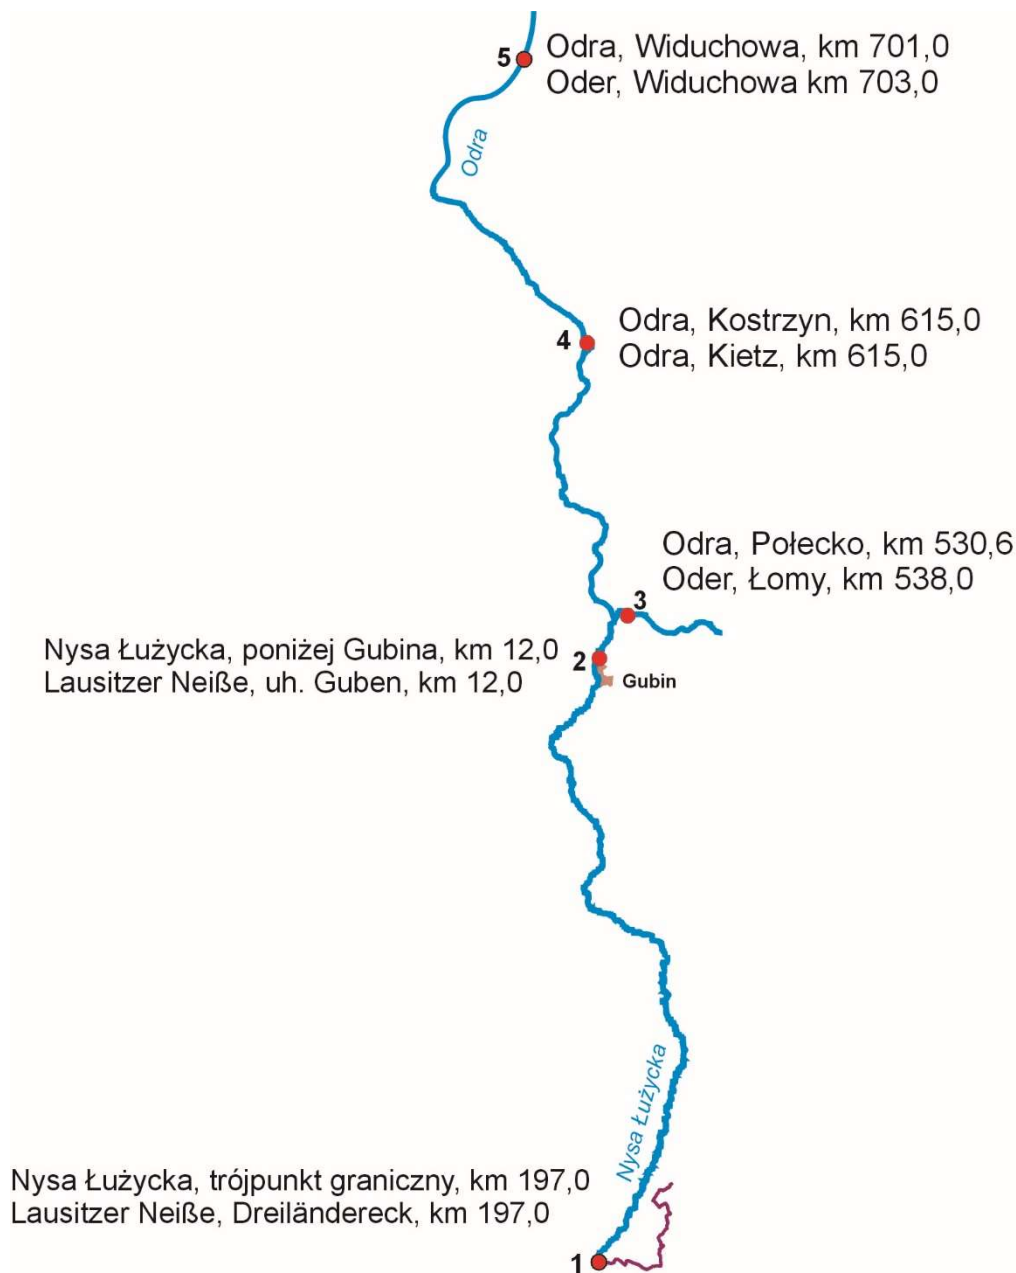 5 Odra, Widuchowa, km 701,0
Oder, Widuchowa km 703,0
Odra
4 Odra, Kostrzyn, km 615,0
Odra, Kietz, km 615,0
Odra, Połecko, km 530,6
Oder, Łomy, km 538,0
3
Nysa Łużycka, poniżej Gubina, km 12,0
Lausitzer Neiße, uh. Guben, km 12,0
2
Gubin
Nysa Łużycka
Nysa Łużycka, trójpunkt graniczny, km 197,0
Lausitzer Neiße, Dreiländereck, km 197,0
1